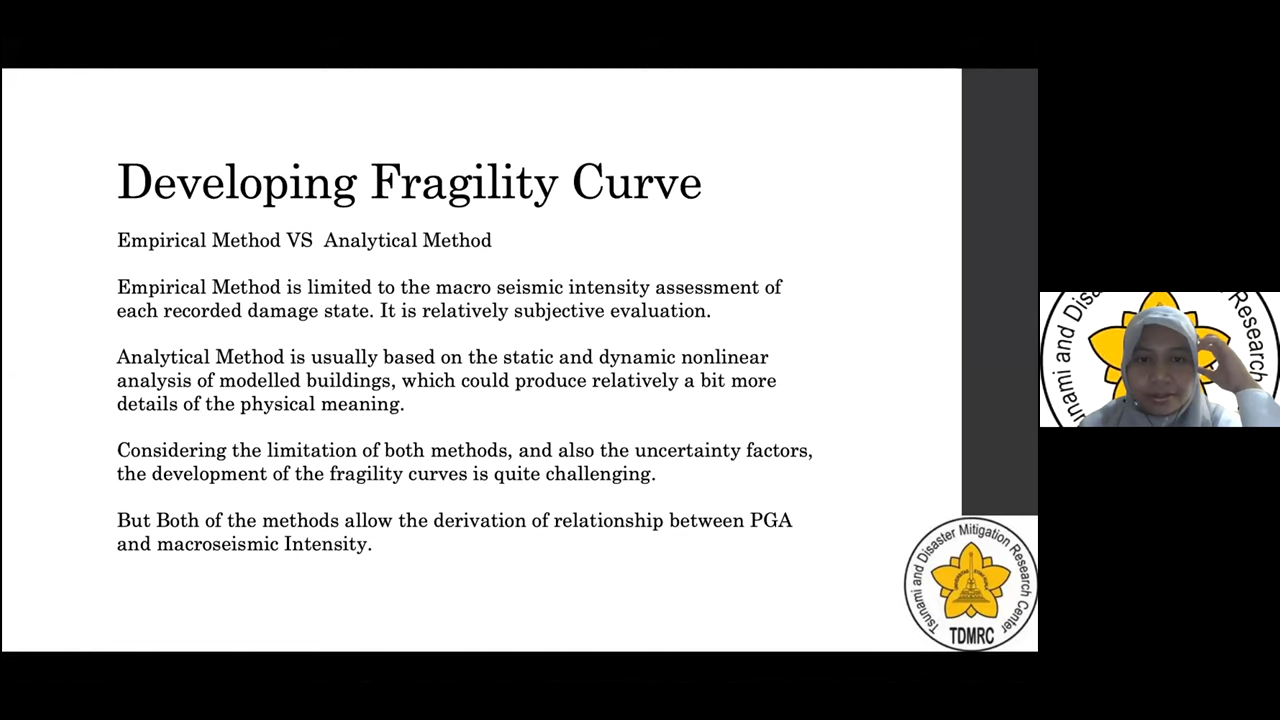 Developing Fragility Curve
Empirical Method VS  Analytical Method
Empirical Method is limited to the macro seismic intensity assessment of
each recorded damage state. It is relatively subjective evaluation.
Analytical Method is usually based on the static and dynamic nonlinear
analysis of modelled buildings, which could produce relatively a bit more
details of the physical meaning.
Considering the limitation of both methods, and also the uncertainty factors,
the development of the fragility curves is quite challenging.
But Both of the methods allow the derivation of relationship between PGA
and macroseismic Intensity.
Tsunami and Disaster Mitigation Research Center
TDMRC
unami and Disa
Research